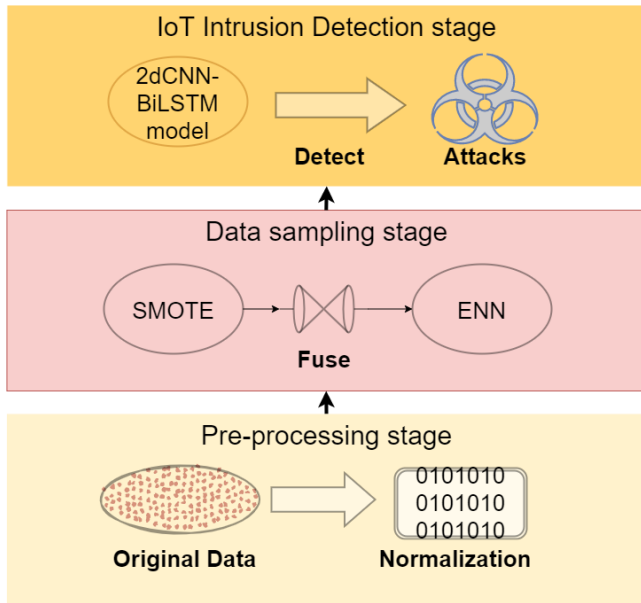 IoT Intrusion Detection stage
2dCNN-
BiLSTM
model
Detect
Attacks
Data sampling stage
SMOTE
ENN
Fuse
Pre-processing stage
0101010
0101010
0101010
Original Data
Normalization